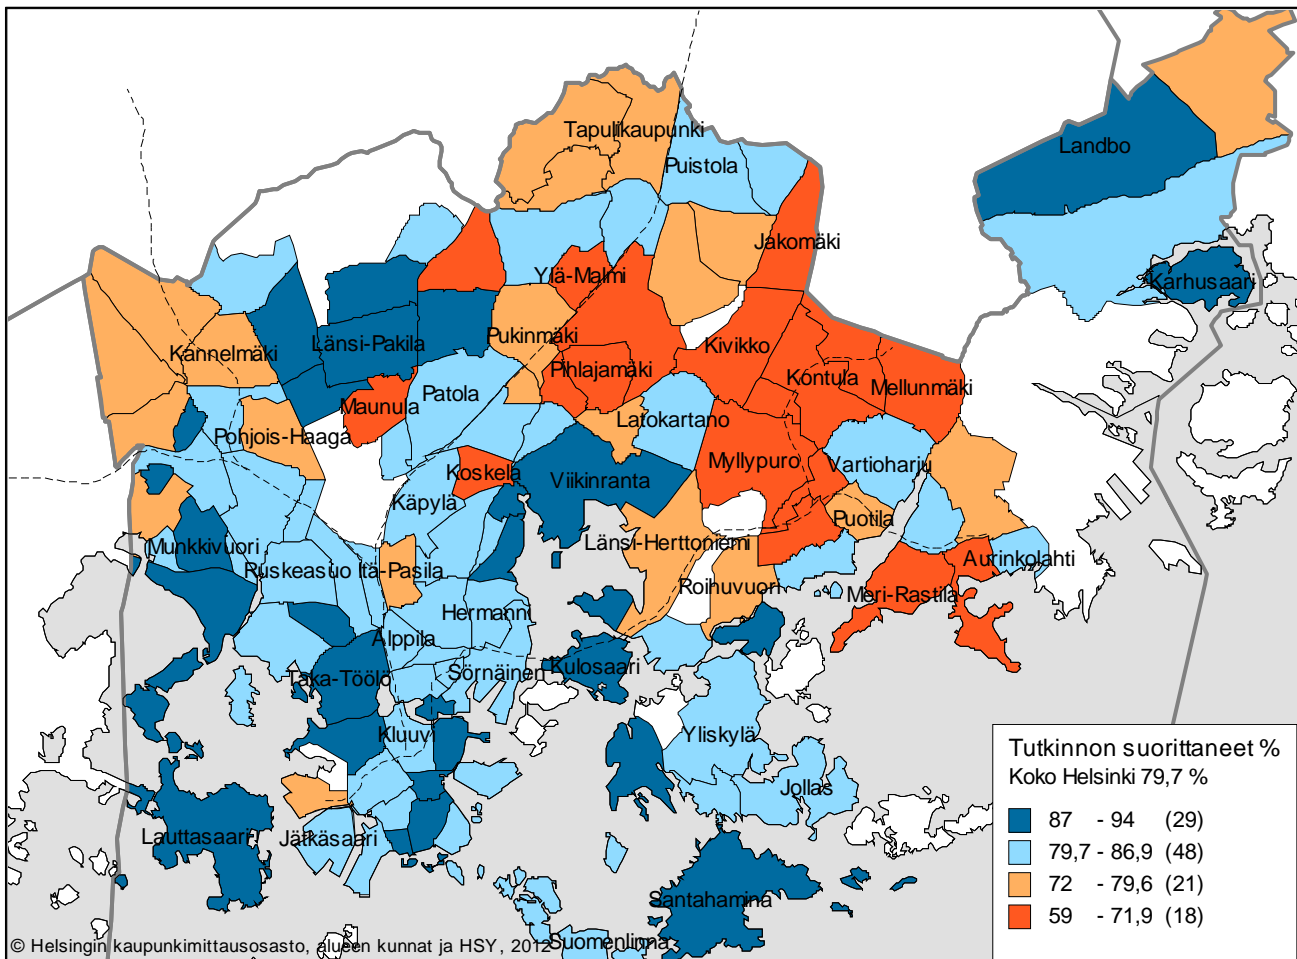 Tapulikaupunki
Landbo
Puistola
Jakomäki
Ylä-Malmi
Karhusaari
Pukinmäki
Länsi-Pakila
Kannelmäki
Kivikko
Pihlajamäki
Kontula
Mellunmäki
Patola
Maunula
Latokartano
Pohjois-Haaga
Myllypuro
Vartioharju
Koskela
Viikinranta
Käpylä
Puotila
Munkkivuori
Länsi-Herttoniemi
Aurinkolahti
Ruskeasuo
Itä-Pasila
Roihuvuori
Meri-Rastila
Hermanni
Alppila
Kulosaari
Sörnäinen
Taka-Töölö
Kluuvi
Yliskylä
Jollas
Lauttasaari
Jätkäsaari
Santahamina
Suomenlinna
Tutkinnon suorittaneet %
Koko Helsinki 79,7 %
87 - 94 (29)
79,7 - 86,9 (48)
72 - 79,6 (21)
59 - 71,9 (18)
© Helsingin kaupunkimittausosasto, alueen kunnat ja HSY, 2012